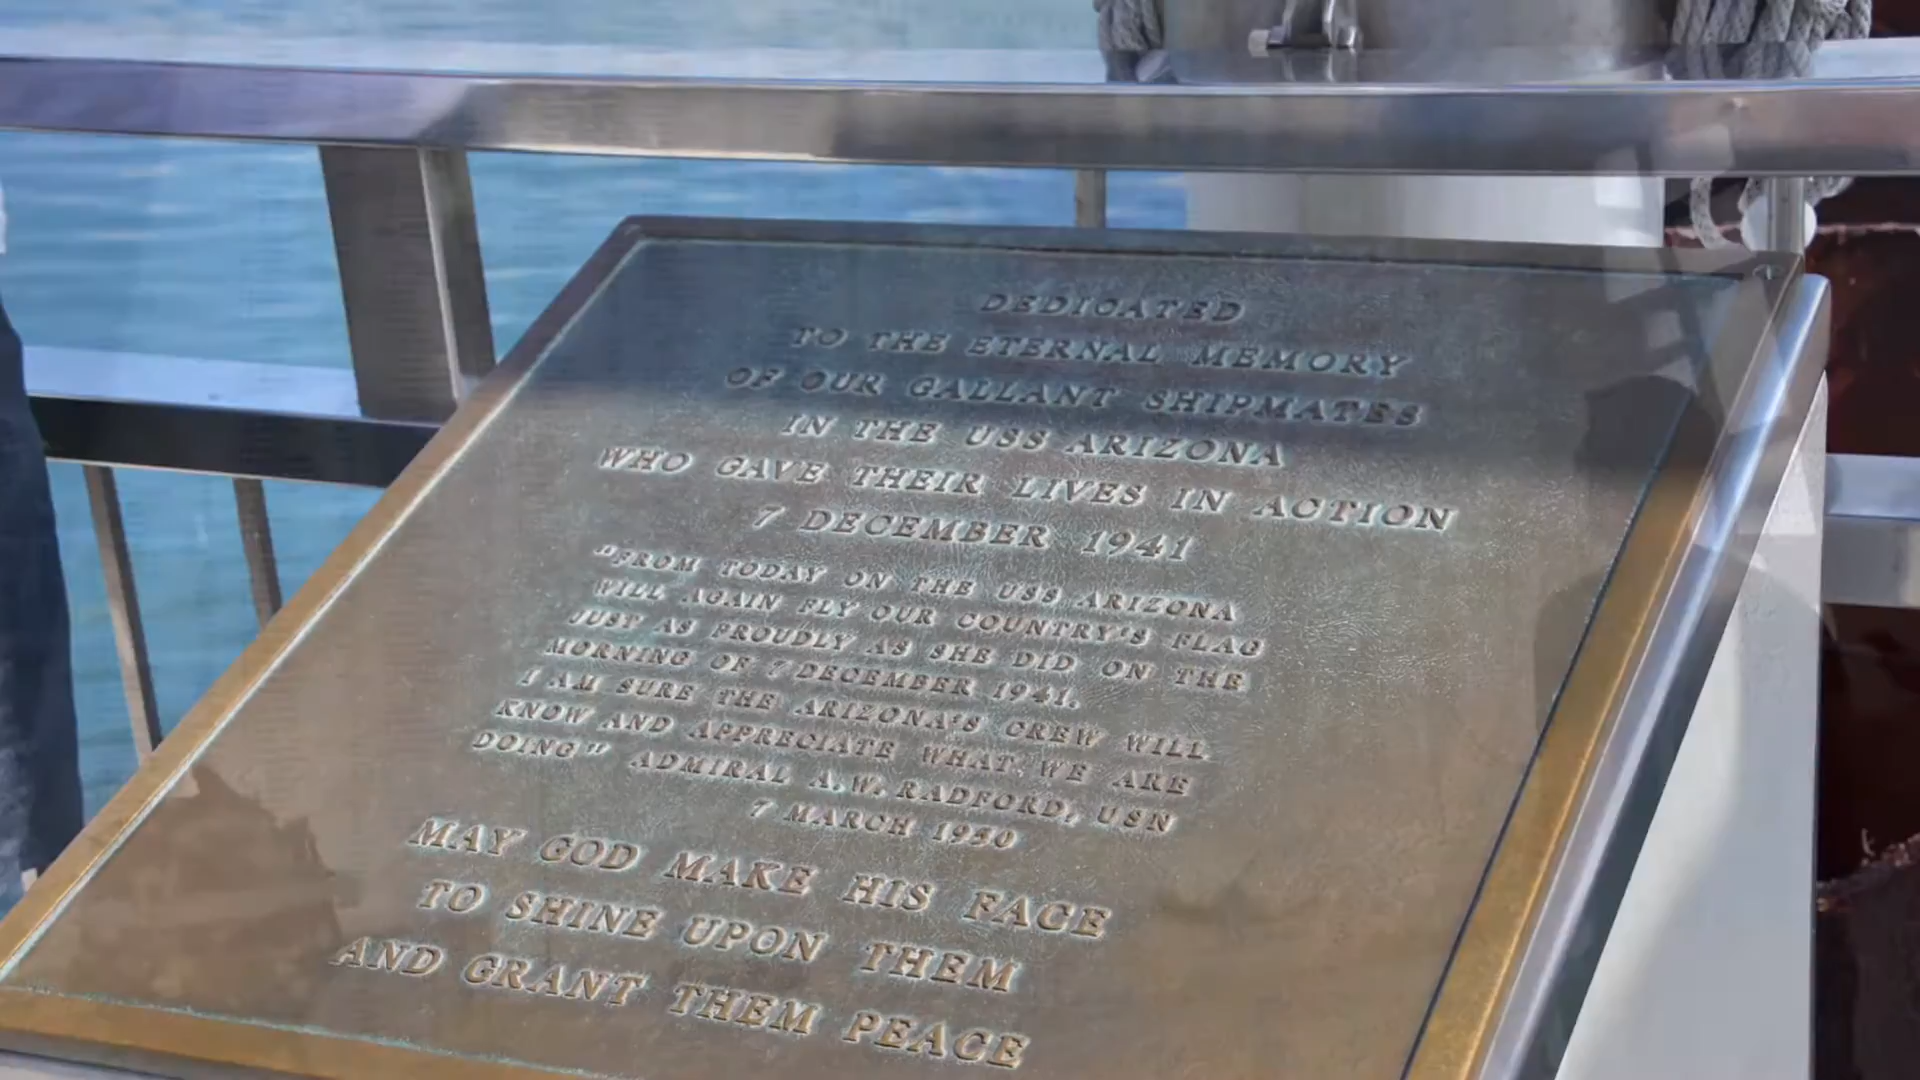 DEDICATED
TO THE ETERNAL MEMORY
OF OUR GALLANT SHIPMATES
IN THE USS ARIZONA
WHO GAVE THEIR LIVES IN ACTION
7 DECEMBER 1941
"FROM TODAY ON THE USS ARIZONA
WILL AGAIN FLY OUR COUNTRY'S FLAG
JUST AS PROUDLY AS SHE DID ON THE
MORNING OF 7 DECEMBER 1941.
I AM SURE THE ARIZONA'S CREW WILL
KNOW AND APPRECIATE WHAT WE ARE
DOING" ADMIRAL A.W. RADFORD, USN
7 MARCH 1950
MAY GOD MAKE HIS FACE
TO SHINE UPON THEM
AND GRANT THEM PEACE